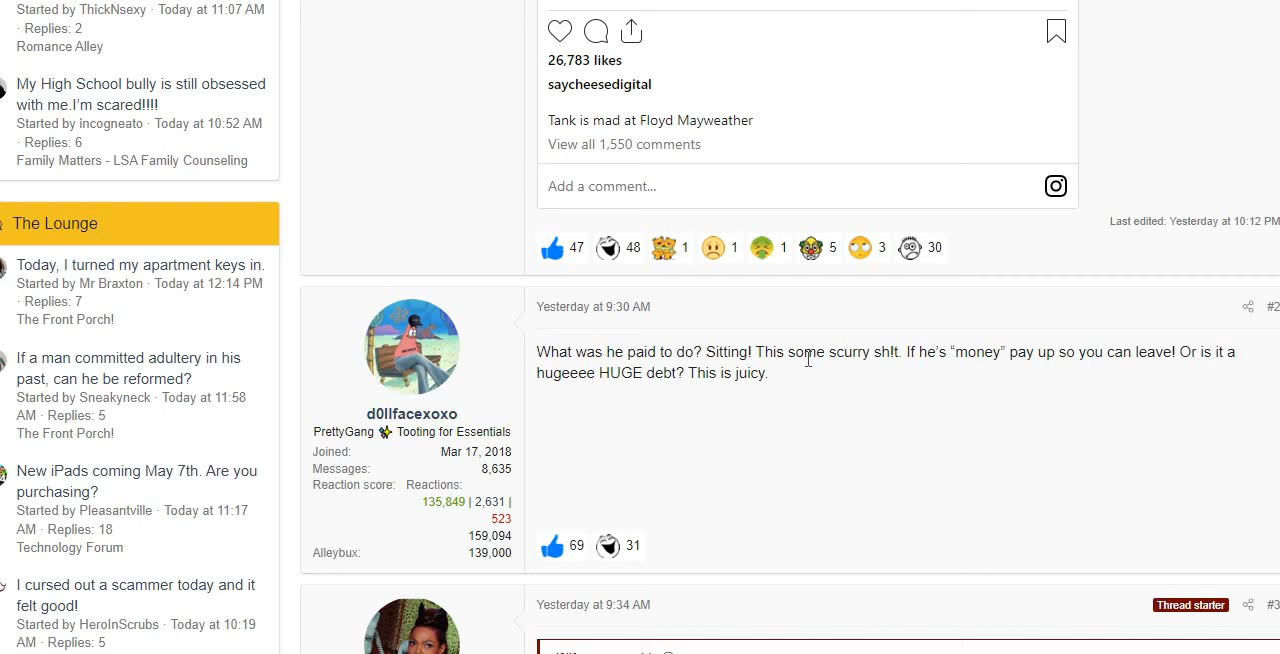 Started by ThickNsexy · Today at 11:07 AM
· Replies: 2
Romance Alley
My High School bully is still obsessed
with me.I'm scared!!!!
Started by incogneato · Today at 10:52 AM
· Replies: 6
Family Matters - LSA Family Counseling
The Lounge
Today, I turned my apartment keys in.
Started by Mr Braxton · Today at 12:14 PM
· Replies: 7
The Front Porch!
If a man committed adultery in his
past, can he be reformed?
Started by Sneakyneck · Today at 11:58
AM · Replies: 5
The Front Porch!
New iPads coming May 7th. Are you
purchasing?
Started by Pleasantville · Today at 11:17
AM · Replies: 18
Technology Forum
I cursed out a scammer today and it
felt good!
Started by HeroInScrubs · Today at 10:19
AM · Replies: 5
26,783 likes
saycheesedigital
Tank is mad at Floyd Mayweather
View all 1,550 comments
Add a comment...
Last edited: Yesterday at 10:12 PM
47 48 1 1 1 5 3 30
d0llfacexoxo
PrettyGang ✨ Tooting for Essentials
Joined: Mar 17, 2018
Messages: 8,635
Reaction score: Reactions:
135,849 | 2,631 |
523
159,094
Alleybux: 139,000
Yesterday at 9:30 AM #2
What was he paid to do? Sitting! This some scurry sh!t. If he's “money” pay up so you can leave! Or is it a
hugeeee HUGE debt? This is juicy.
69 31
Yesterday at 9:34 AM Thread starter #3